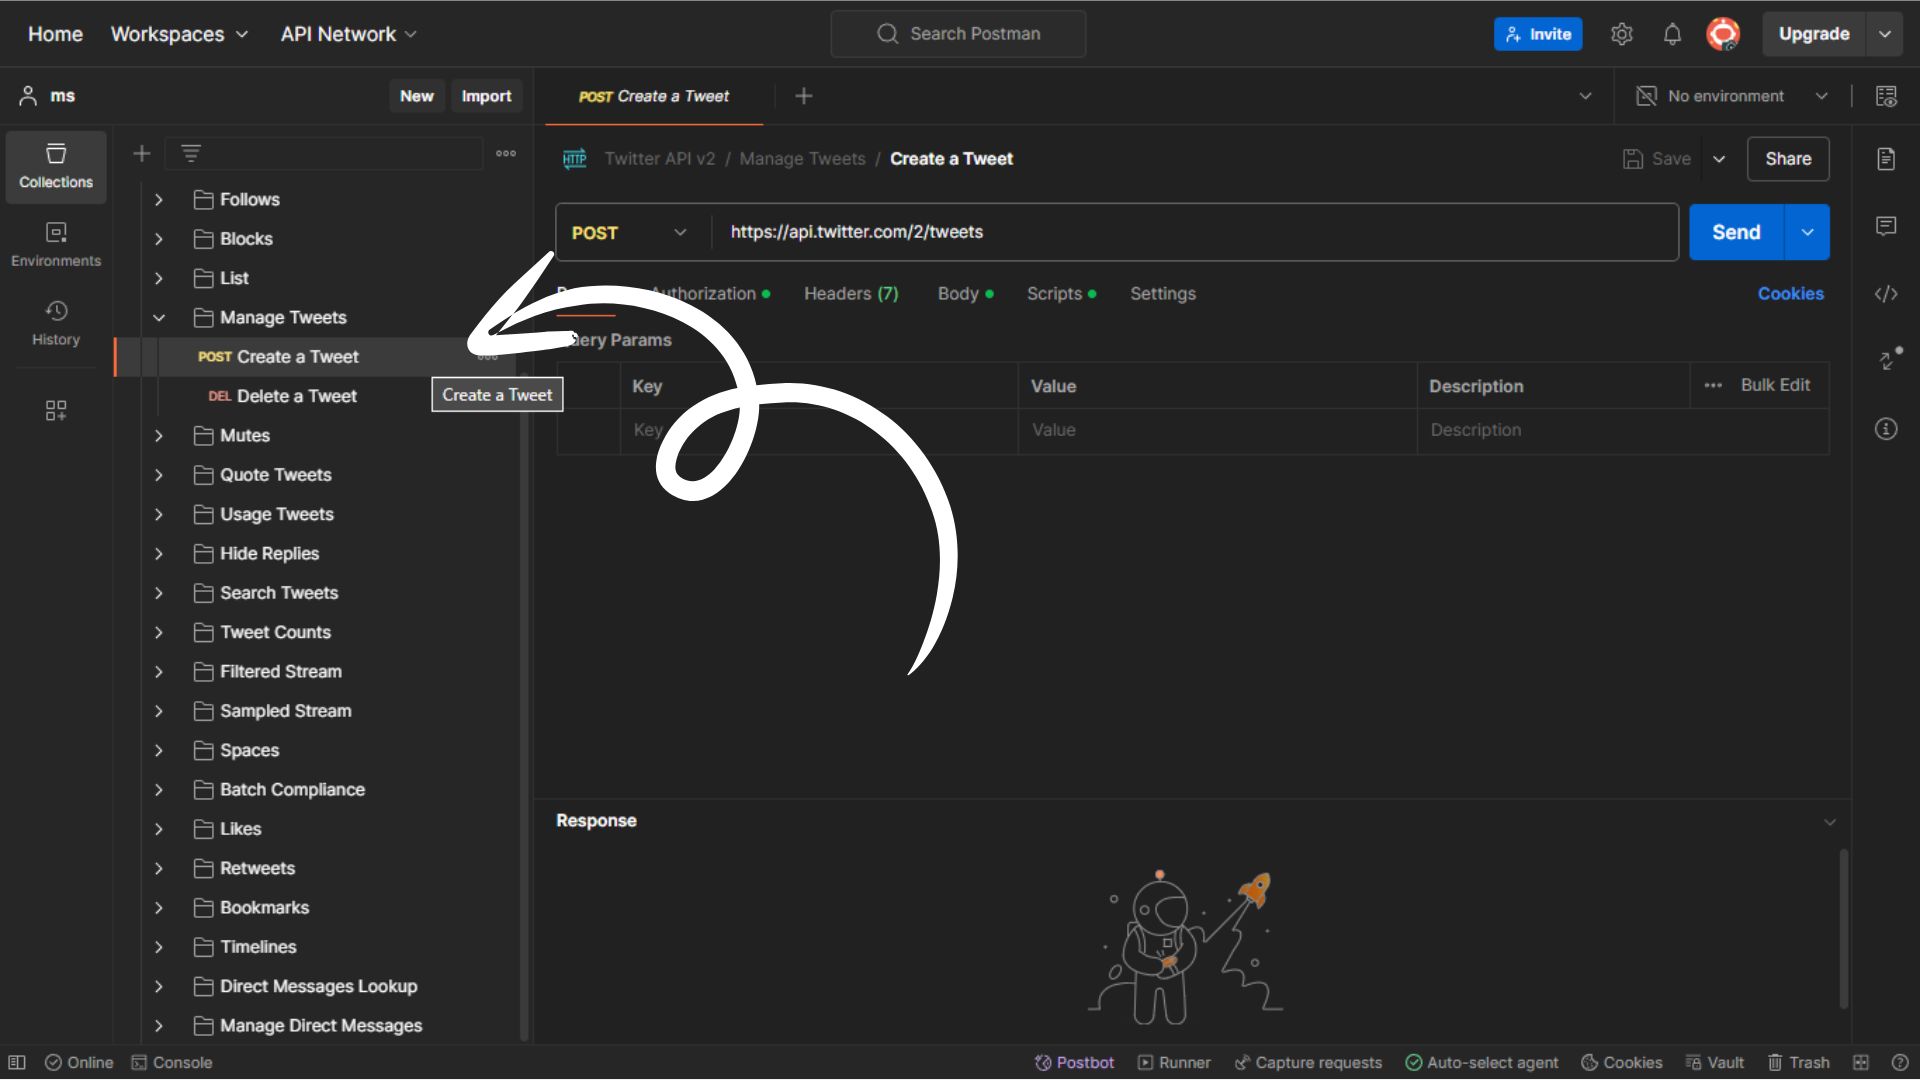 Home Workspaces API Network Search Postman Invite Upgrade
ms New Import POST Create a Tweet No environment
Collections
Environments
History
Follows
Blocks
List
Manage Tweets
POST Create a Tweet
DEL Delete a Tweet
Create a Tweet
Mutes
Quote Tweets
Usage Tweets
Hide Replies
Search Tweets
Tweet Counts
Filtered Stream
Sampled Stream
Spaces
Batch Compliance
Likes
Retweets
Bookmarks
Timelines
Direct Messages Lookup
Manage Direct Messages
HTTP Twitter API v2 / Manage Tweets / Create a Tweet Save Share
POST https://api.twitter.com/2/tweets Send
Authorization Headers (7) Body Scripts Settings Cookies
Query Params
Key Value Description Bulk Edit
Key Value Description
Response
Online Console Postbot Runner Capture requests Auto-select agent Cookies Vault Trash